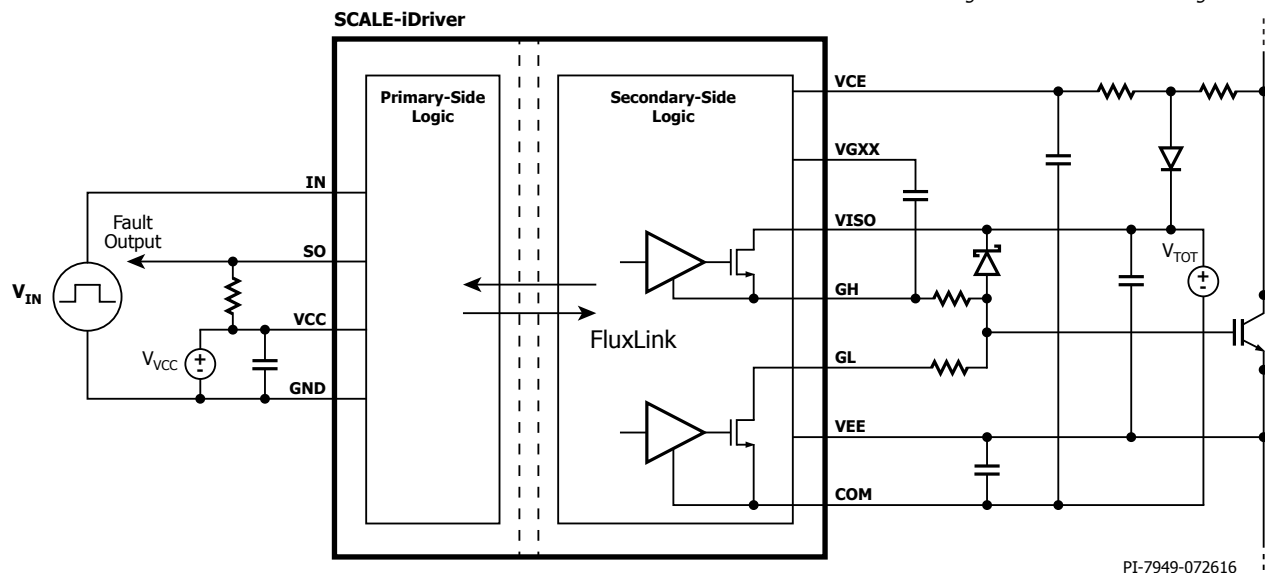 SCALE-iDriver
Primary-Side
Logic
Secondary-Side
Logic
VCE
VGXX
IN
VISO
Fault
Output
SO
VTOT
+
-
VIN
GH
VCC
FluxLink
VVCC
+
-
GL
GND
VEE
COM
PI-7949-072616